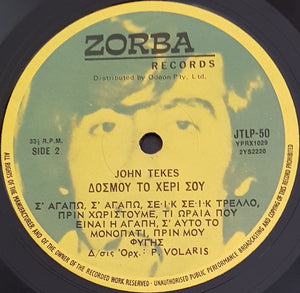 ZORBA
RECORDS
Distributed by Odeon Pty, Ltd.
33⅓ R.P.M.
SIDE 2
JTLP-50
YPRX1029
2YS2220
JOHN TEKES
ΔΟΣΜΟΥ ΤΟ ΧΕΡΙ ΣΟΥ
Σ' ΑΓΑΠΩ, Σ' ΑΓΑΠΩ, ΣΕ·Ι·Κ ΣΕ·Ι·Κ ΤΡΕΛΛΟ,
ΠΡΙΝ ΧΩΡΙΣΤΟΥΜΕ, ΤΙ ΩΡΑΙΑ ΠΟΥ
ΕΙΝΑΙ Η ΑΓΑΠΗ, Σ' ΑΥΤΟ ΤΟ
ΜΟΝΟΠΑΤΙ, ΠΡΙΝ ΜΟΥ
ΦΥΓΗΣ
Δ/σις 'Ορχ.: P. VOLARIS
ALL RIGHTS OF THE MANUFACTURER AND OF THE OWNER OF THE RECORDED WORK RESERVED · UNAUTHORISED PUBLIC PERFORMANCE BROADCASTING AND COPYING OF THIS RECORD PROHIBITED